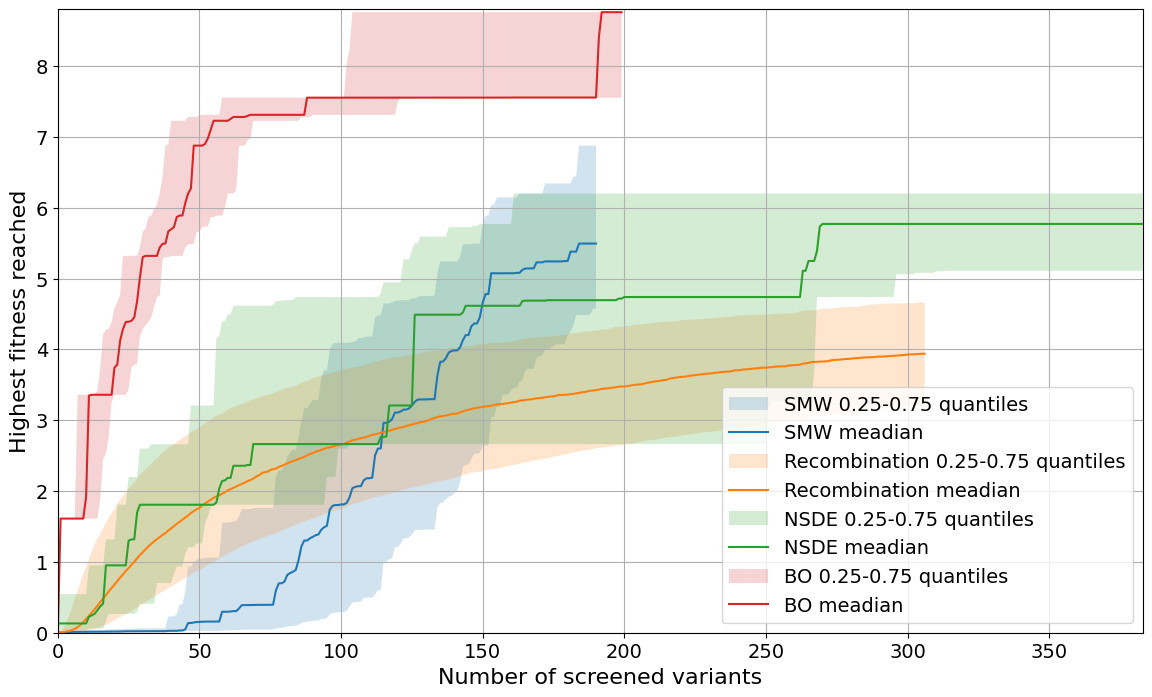 Highest fitness reached
8
7
6
5
4
3
2
1
0
0 50 100 150 200 250 300 350
Number of screened variants
SMW 0.25-0.75 quantiles
SMW meadian
Recombination 0.25-0.75 quantiles
Recombination meadian
NSDE 0.25-0.75 quantiles
NSDE meadian
BO 0.25-0.75 quantiles
BO meadian